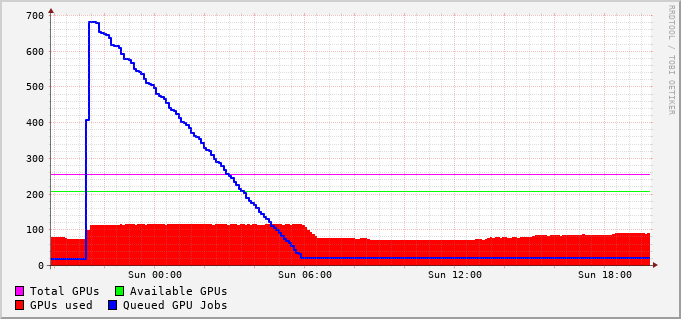 RRDTOOL / TOBI OETIKER
700
600
500
400
300
200
100
0
Sun 00:00 Sun 06:00 Sun 12:00 Sun 18:00
Total GPUs Available GPUs
GPUs used Queued GPU Jobs